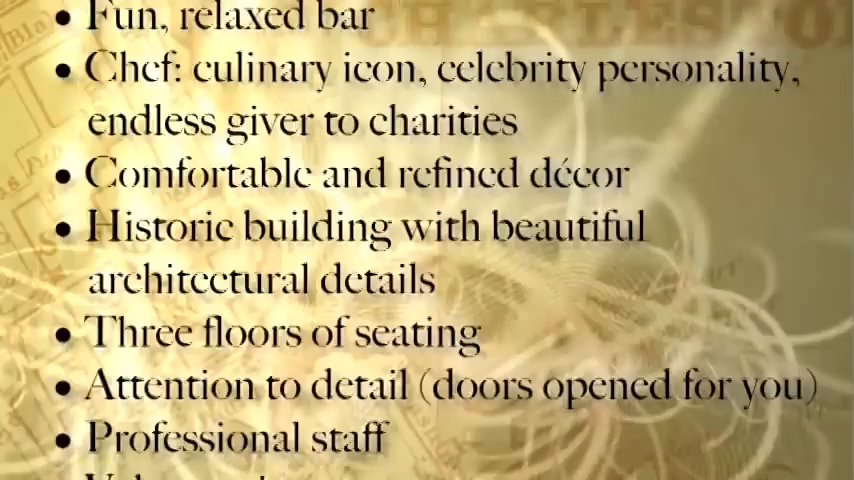 • Fun, relaxed bar
• Chef: culinary icon, celebrity personality,
endless giver to charities
• Comfortable and refined décor
• Historic building with beautiful
architectural details
• Three floors of seating
• Attention to detail (doors opened for you)
• Professional staff